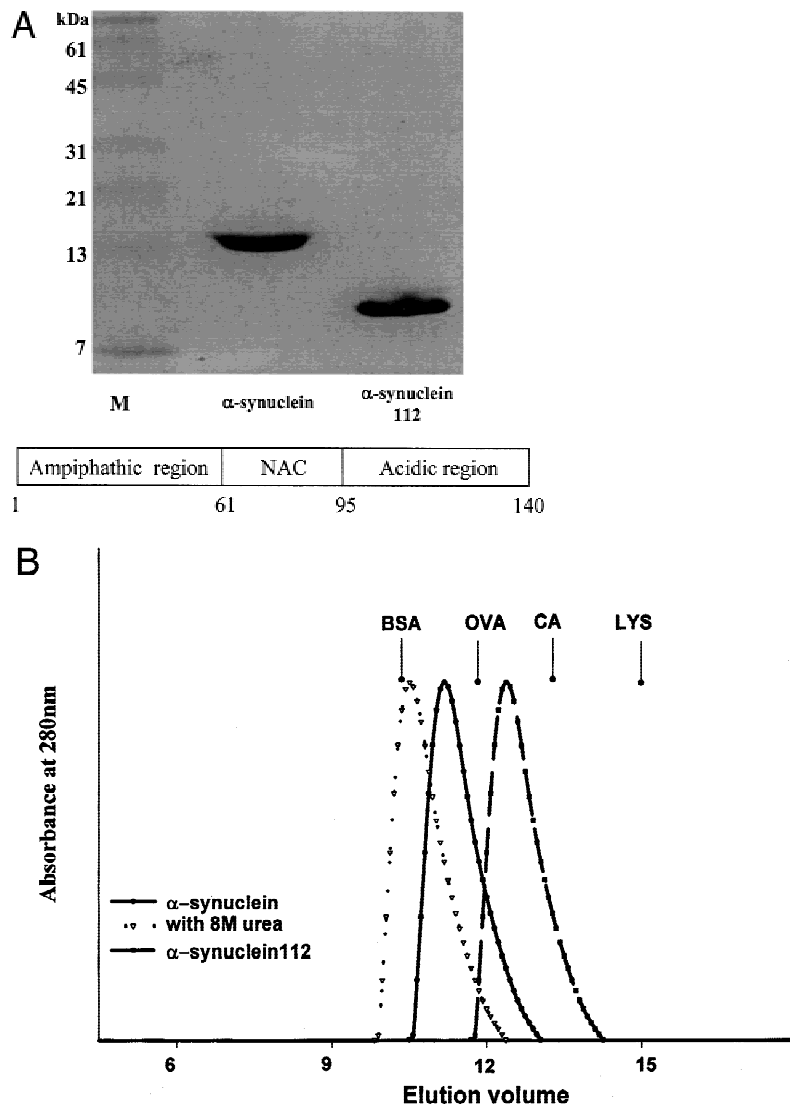 A
kDa
61
45
31
21
13
7
M
α-synuclein
α-synuclein
112
Ampiphathic region NAC Acidic region
1 61 95 140
B
BSA OVA CA LYS
Absorbance at 280nm
α–synuclein
with 8M urea
α–synuclein112
6 9 12 15
Elution volume